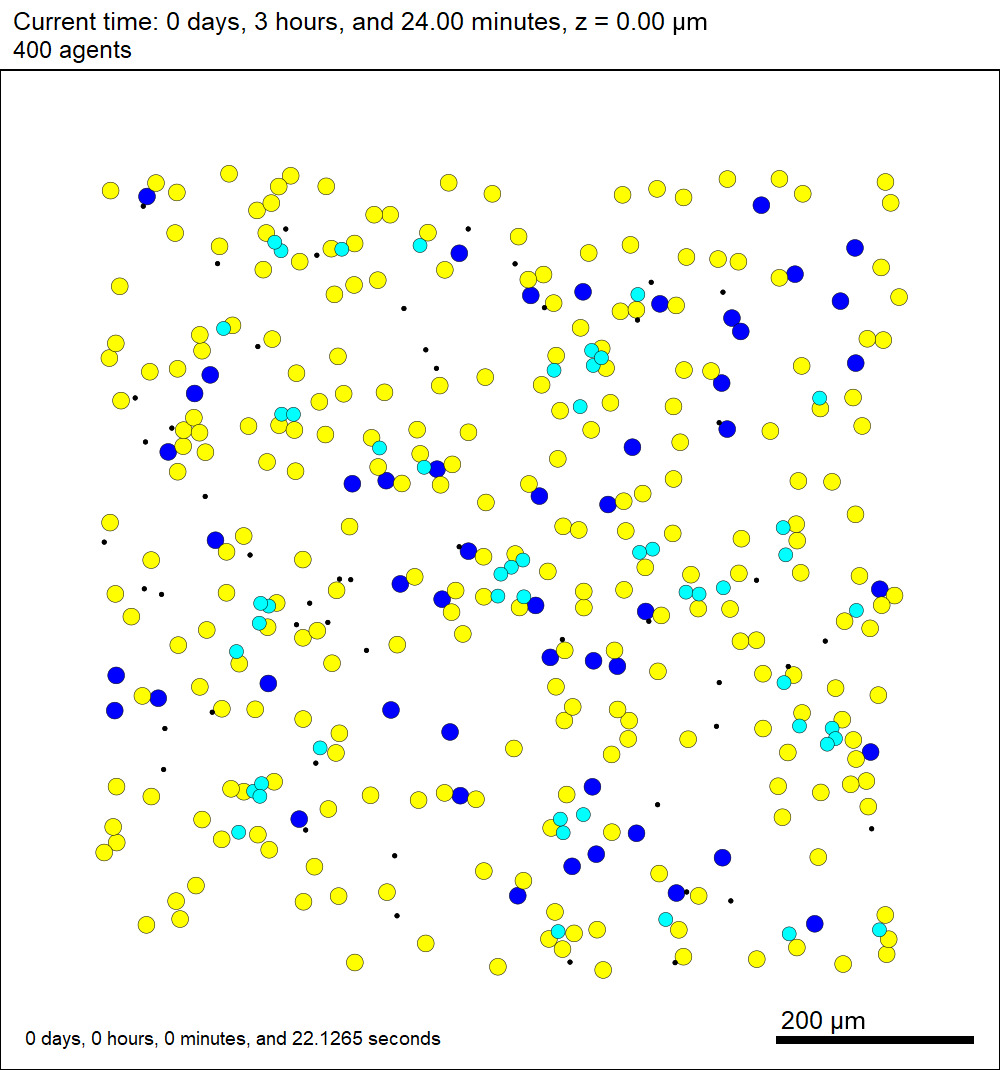 Current time: 0 days, 3 hours, and 24.00 minutes, z = 0.00 μm
400 agents
200 μm
0 days, 0 hours, 0 minutes, and 22.1265 seconds